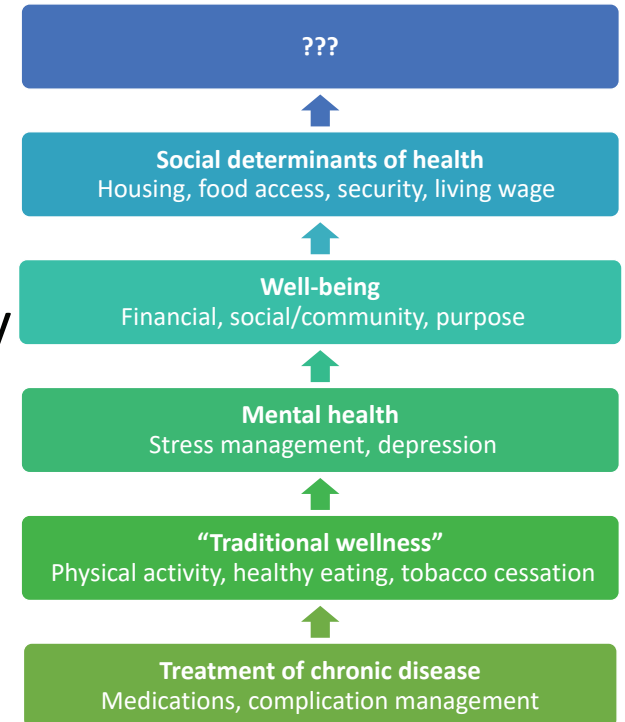 ???
Social determinants of health
Housing, food access, security, living wage
Well-being
Financial, social/community, purpose
y
Mental health
Stress management, depression
“Traditional wellness”
Physical activity, healthy eating, tobacco cessation
Treatment of chronic disease
Medications, complication management